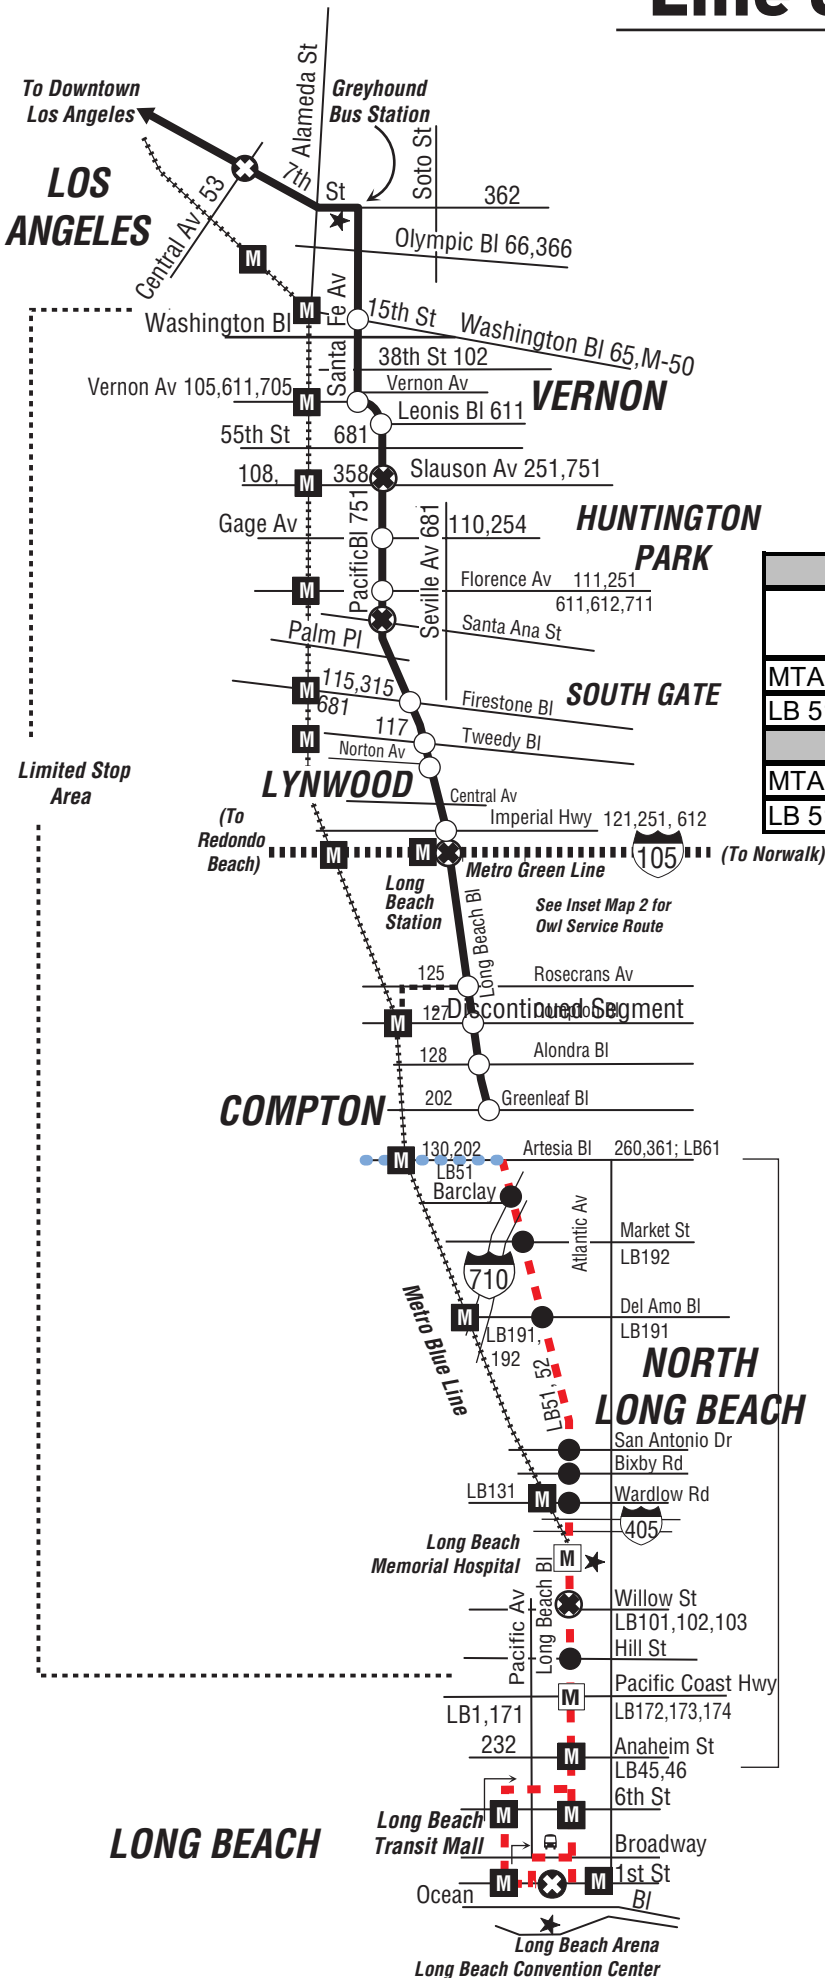 To Downtown
Los Angeles
Alameda St
Greyhound
Bus Station
Soto St
LOS
ANGELES
Central Av 53
7th
St
362
M
Olympic Bl 66,366
M
Santa Fe Av
15th St
Washington Bl
Washington Bl 65,M-50
38th St 102
Vernon Av 105,611,705
M
Vernon Av
VERNON
Leonis Bl 611
55th St
681
108,
M
358
Slauson Av 251,751
HUNTINGTON
PARK
Gage Av
PacificBl 751
Seville Av 681
110,254
M
Florence Av
111,251
611,612,711
Palm Pl
Santa Ana St
M
115,315
681
Firestone Bl
SOUTH GATE
MTA
LB 5
MTA
LB 5
M
117
Tweedy Bl
Norton Av
LYNWOOD
Limited Stop
Area
Central Av
Imperial Hwy
121,251, 612
(To
Redondo
Beach)
M
M
Metro Green Line
105
(To Norwalk)
Long
Beach
Station
Long Beach Bl
See Inset Map 2 for
Owl Service Route
125
Rosecrans Av
M
127
Discontinued Segment
Compton Bl
128
Alondra Bl
COMPTON
202
Greenleaf Bl
M
130,202
LB51
Artesia Bl
260,361; LB61
Barclay
Atlantic Av
Market St
LB192
710
M
Del Amo Bl
LB191
LB191,
192
Metro Blue Line
LB51, 52
NORTH
LONG BEACH
San Antonio Dr
Bixby Rd
LB131
M
Wardlow Rd
405
Long Beach
Memorial Hospital
M
Pacific Av
Long Beach Bl
Willow St
LB101,102,103
Hill St
M
Pacific Coast Hwy
LB1,171
LB172,173,174
232
M
Anaheim St
LB45,46
6th St
M
M
Long Beach
Transit Mall
LONG BEACH
Broadway
M
M
1st St
Ocean
Bl
Long Beach Arena
Long Beach Convention Center